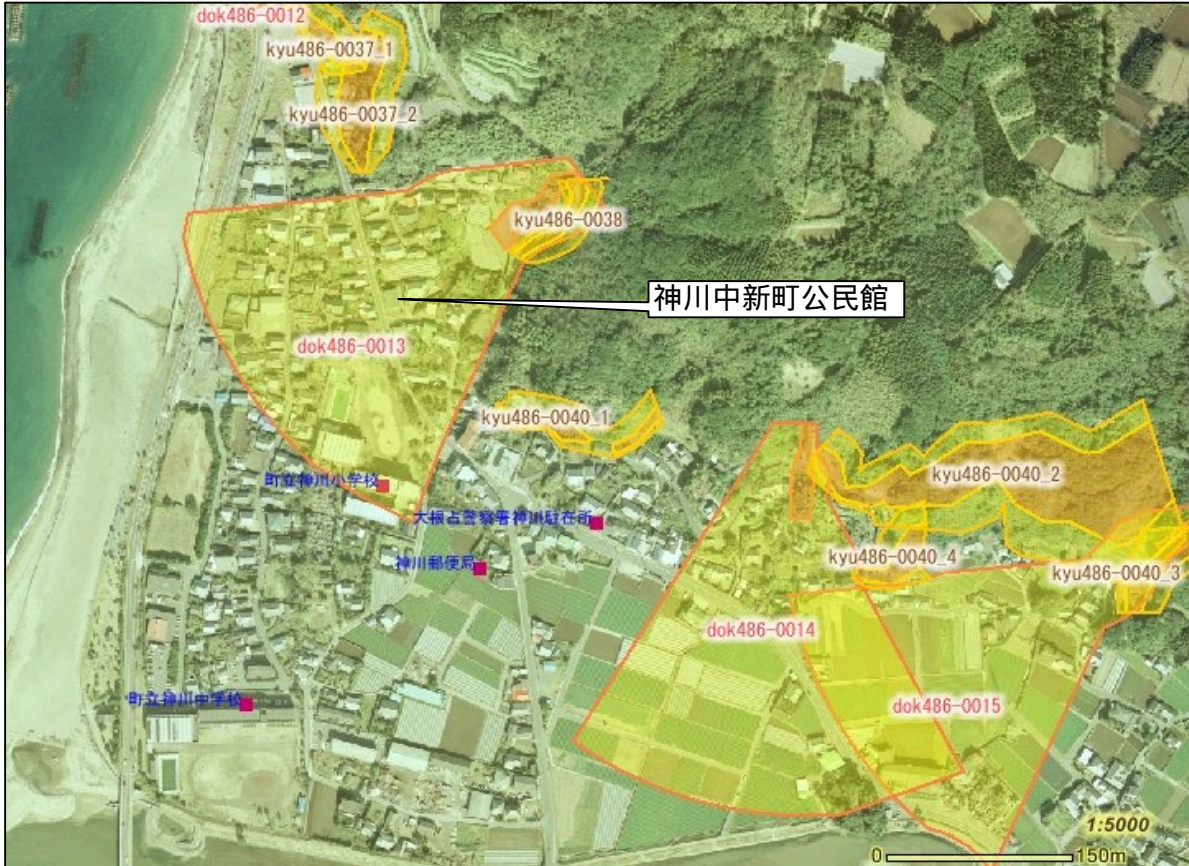 dok486-0012
kyu486-0037_1
kyu486-0037_2
kyu486-0038
神川中新町公民館
dok486-0013
kyu486-0040_1
kyu486-0040_2
町立神川小学校
大根占警察署神川駐在所
神川郵便局
kyu486-0040_4
kyu486-0040_3
dok486-0014
町立神川中学校
dok486-0015
1:5000
0 150m